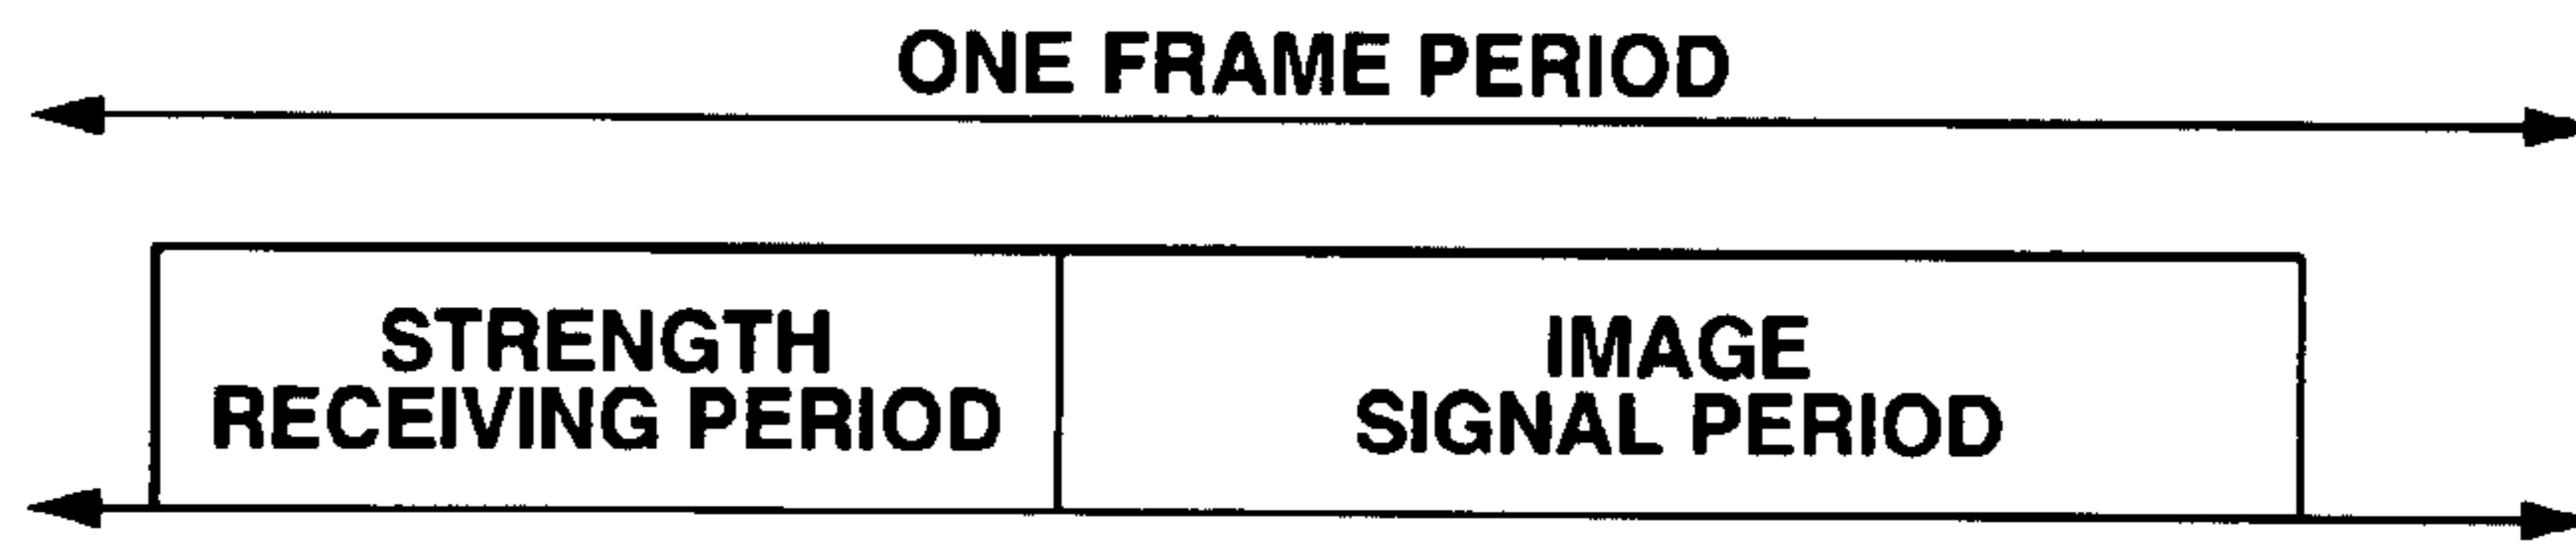 ONE FRAME PERIOD
STRENGTH
RECEIVING PERIOD
IMAGE
SIGNAL PERIOD